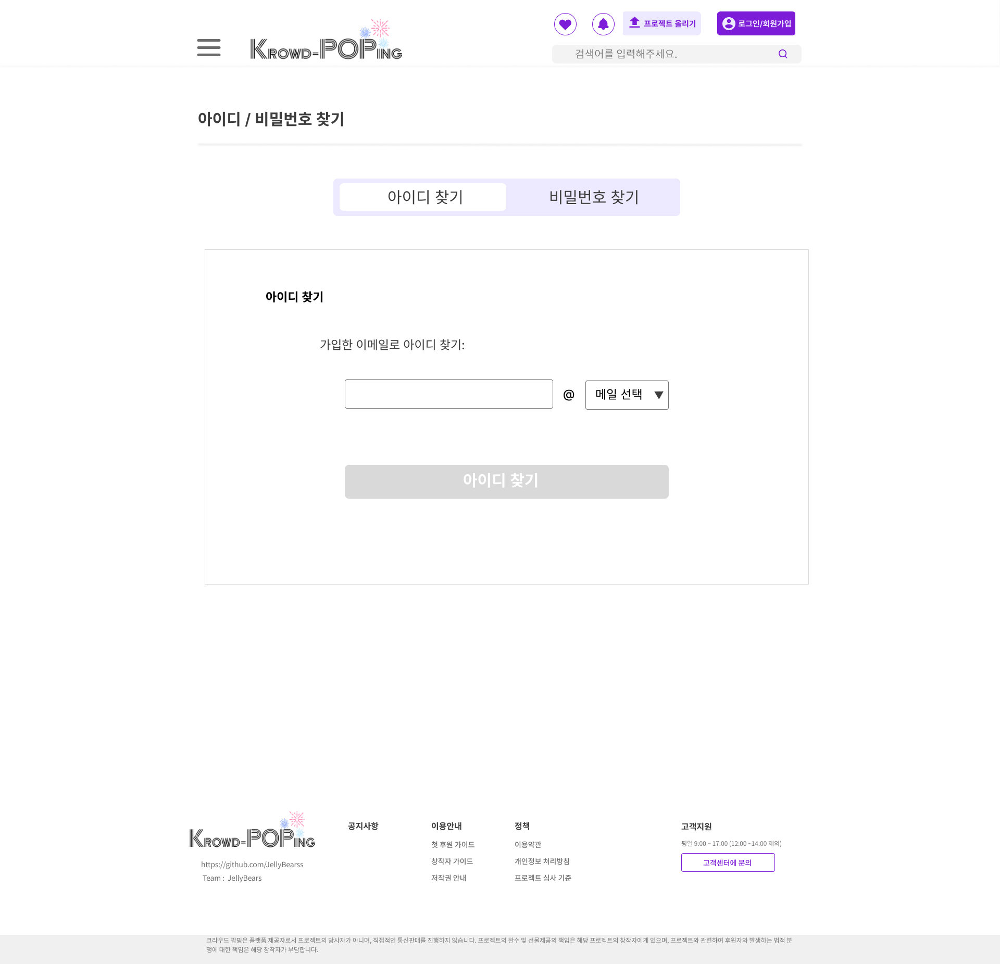 프로젝트 올리기
로그인/회원가입
KROWD=POPING
검색어를 입력해주세요.
아이디 / 비밀번호 찾기
아이디 찾기
비밀번호 찾기
아이디 찾기
가입한 이메일로 아이디 찾기:
@
메일 선택 ▼
아이디 찾기
KROWD=POPING
https://github.com/JellyBearss
Team : JellyBears
공지사항
이용안내
첫 후원 가이드
창작자 가이드
저작권 안내
정책
이용약관
개인정보 처리방침
프로젝트 심사 기준
고객지원
평일 9:00 ~ 17:00 (12:00 ~14:00 제외)
고객센터에 문의
크라우드 팝핑은 플랫폼 제공자로서 프로젝트의 당사자가 아니며, 직접적인 통신판매를 진행하지 않습니다. 프로젝트의 완수 및 선물제공의 책임은 해당 프로젝트의 창작자에게 있으며, 프로젝트와 관련하여 후원자와 발생하는 법적 분
쟁에 대한 책임은 해당 창작자가 부담합니다.